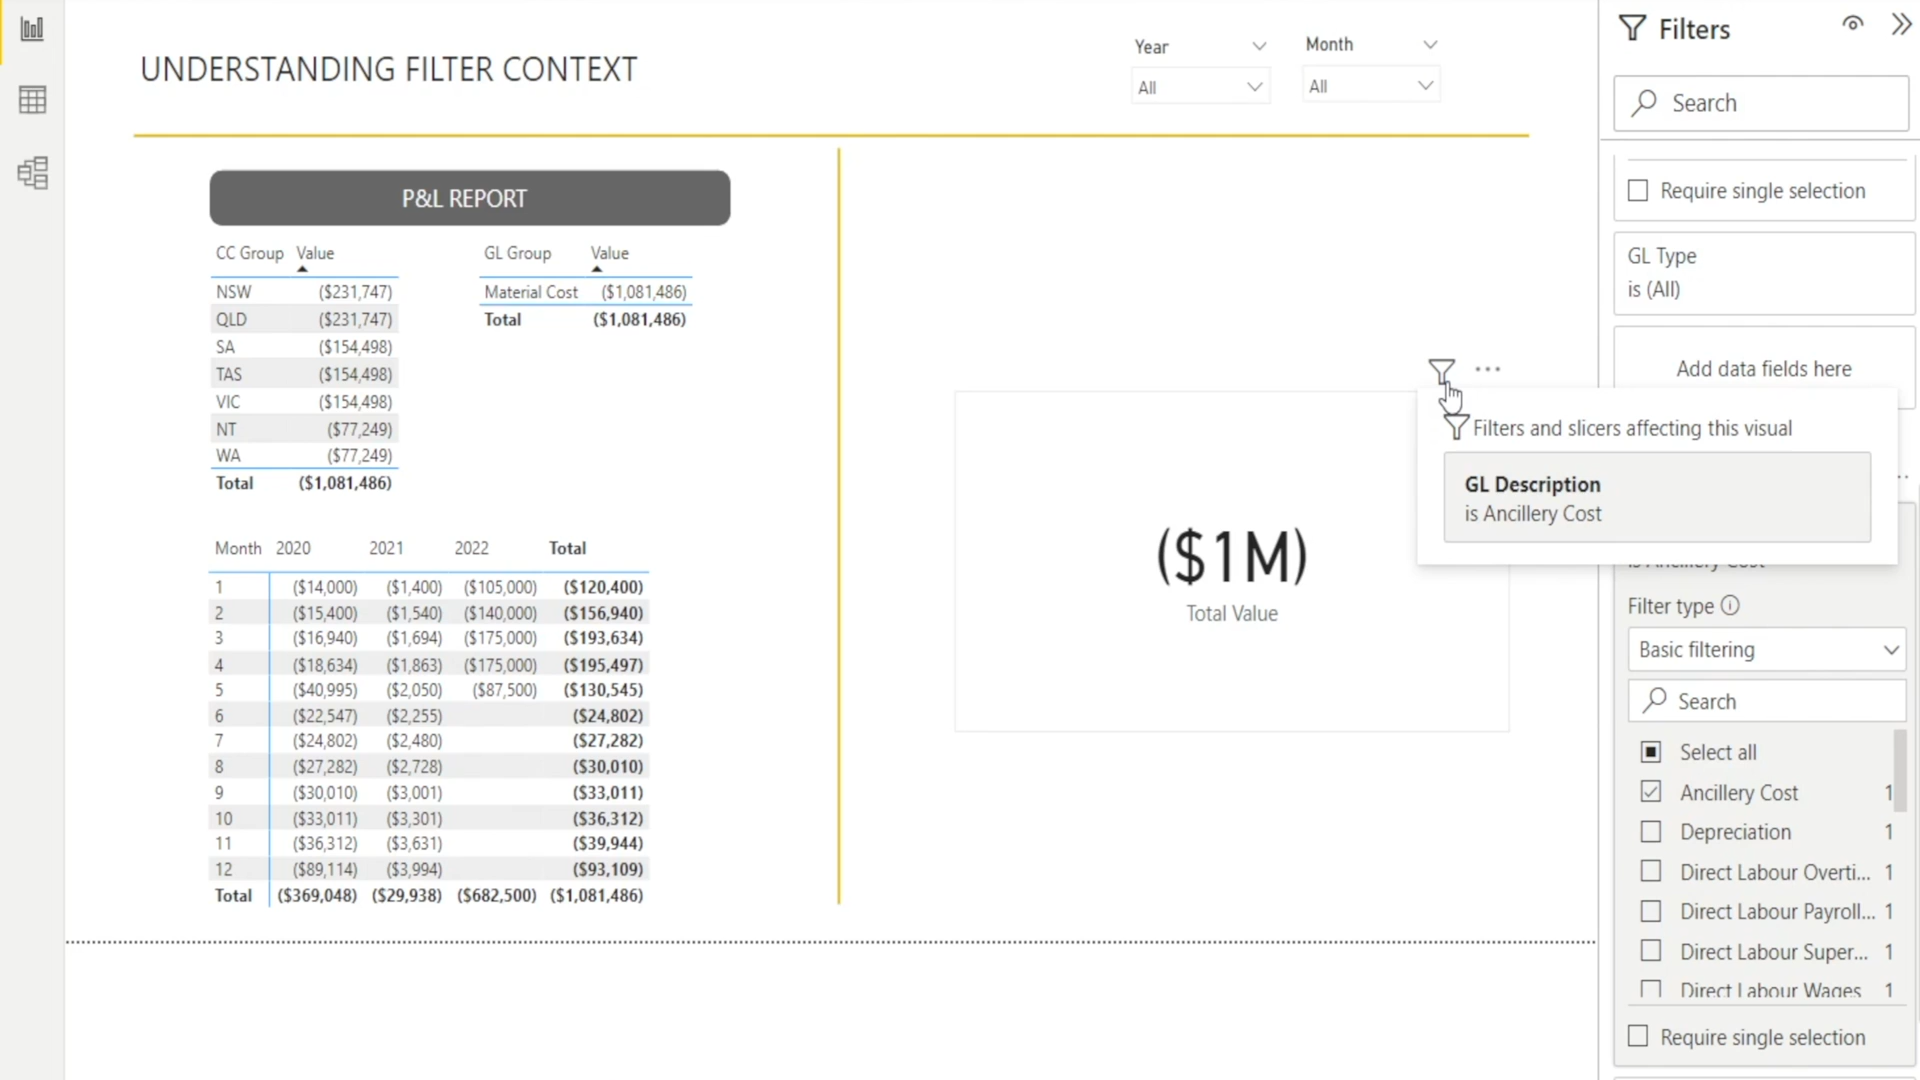 UNDERSTANDING FILTER CONTEXT
Year
All
Month
All
P&L REPORT
CC Group Value
NSW ($231,747)
QLD ($231,747)
SA ($154,498)
TAS ($154,498)
VIC ($154,498)
NT ($77,249)
WA ($77,249)
Total ($1,081,486)
GL Group Value
Material Cost ($1,081,486)
Total ($1,081,486)
Month 2020 2021 2022 Total
1 ($14,000) ($1,400) ($105,000) ($120,400)
2 ($15,400) ($1,540) ($140,000) ($156,940)
3 ($16,940) ($1,694) ($175,000) ($193,634)
4 ($18,634) ($1,863) ($175,000) ($195,497)
5 ($40,995) ($2,050) ($87,500) ($130,545)
6 ($22,547) ($2,255) ($24,802)
7 ($24,802) ($2,480) ($27,282)
8 ($27,282) ($2,728) ($30,010)
9 ($30,010) ($3,001) ($33,011)
10 ($33,011) ($3,301) ($36,312)
11 ($36,312) ($3,631) ($39,944)
12 ($89,114) ($3,994) ($93,109)
Total ($369,048) ($29,938) ($682,500) ($1,081,486)
($1M)
Total Value
Filters and slicers affecting this visual
GL Description
is Ancillery Cost
Filters
Search
Require single selection
GL Type
is (All)
Add data fields here
is Ancillery Cost
Filter type
Basic filtering
Search
Select all
Ancillery Cost 1
Depreciation 1
Direct Labour Overti... 1
Direct Labour Payroll... 1
Direct Labour Super... 1
Direct Labour Wages 1
Require single selection